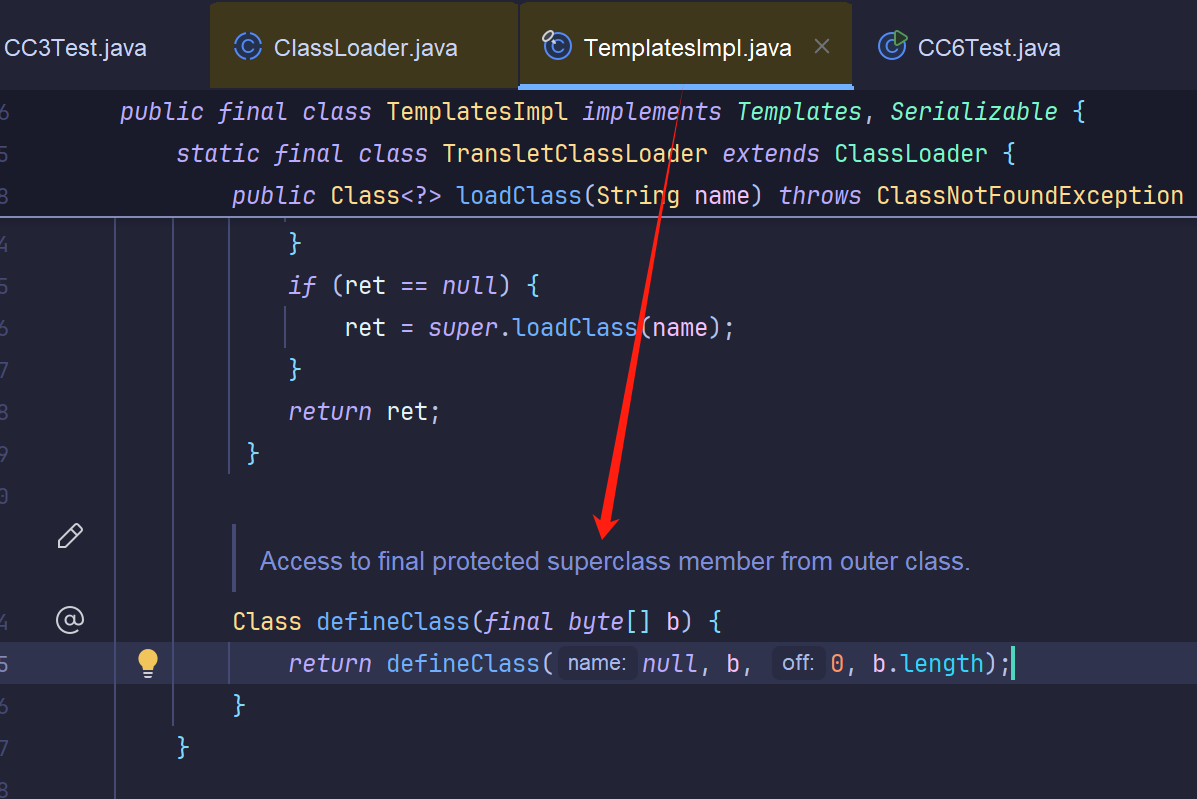 CC3Test.java ClassLoader.java TemplatesImpl.java CC6Test.java
6 public final class TemplatesImpl implements Templates, Serializable {
5 static final class TransletClassLoader extends ClassLoader {
8 public Class<?> loadClass(String name) throws ClassNotFoundException
4 }
5 if (ret == null) {
6 ret = super.loadClass(name);
7 }
8 return ret;
9 }
0
Access to final protected superclass member from outer class.
4 Class defineClass(final byte[] b) {
5 return defineClass( name: null, b, off: 0, b.length);
6 }
7 }
8